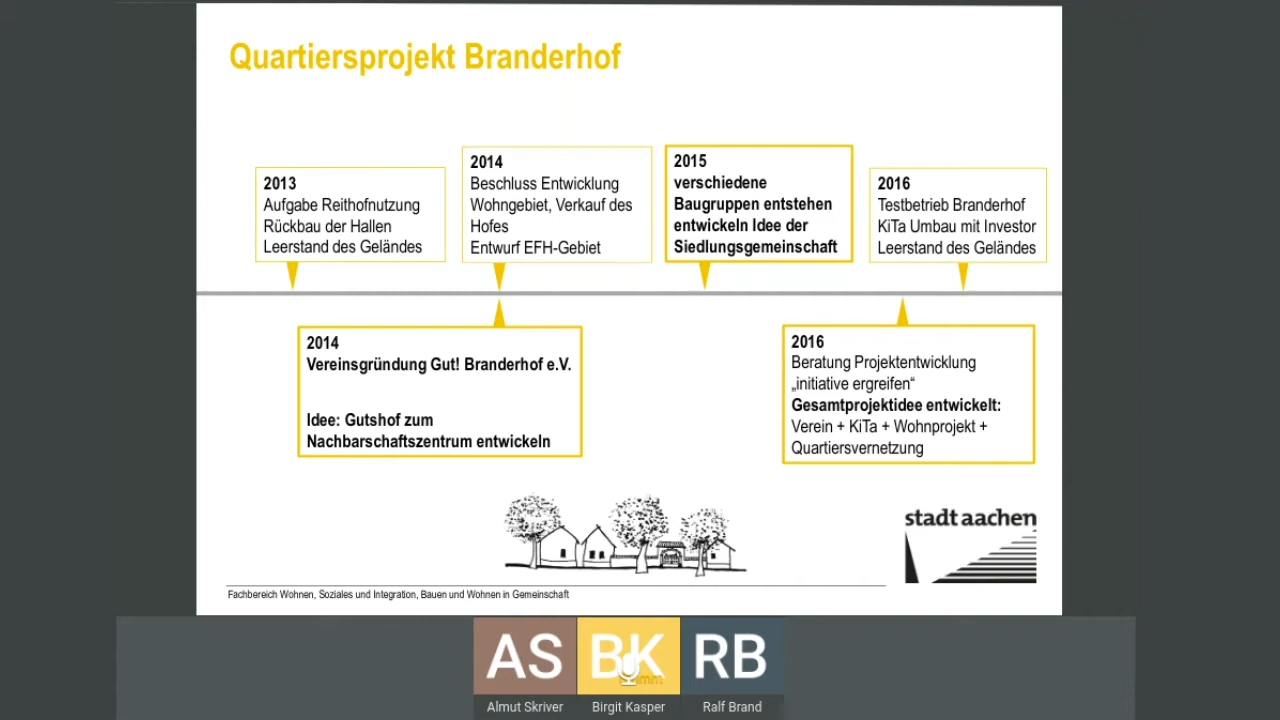 Quartiersprojekt Branderhof
2013
Aufgabe Reithofnutzung
Rückbau der Hallen
Leerstand des Geländes
2014
Beschluss Entwicklung
Wohngebiet, Verkauf des
Hofes
Entwurf EFH-Gebiet
2015
verschiedene
Baugruppen entstehen
entwickeln Idee der
Siedlungsgemeinschaft
2016
Testbetrieb Branderhof
KiTa Umbau mit Investor
Leerstand des Geländes
2014
Vereinsgründung Gut! Branderhof e.V.
Idee: Gutshof zum
Nachbarschaftszentrum entwickeln
2016
Beratung Projektentwicklung
„initiative ergreifen“
Gesamtprojektidee entwickelt:
Verein + KiTa + Wohnprojekt +
Quartiersvernetzung
stadt aachen
Fachbereich Wohnen, Soziales und Integration, Bauen und Wohnen in Gemeinschaft
AS BK RB
Almut Skriver Birgit Kasper Ralf Brand